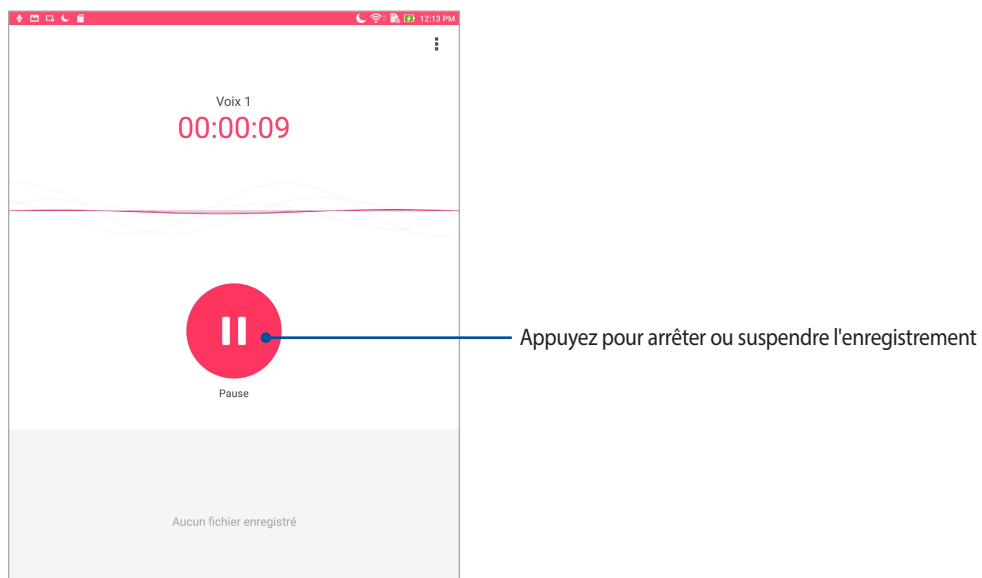 12:13 PM
Voix 1
00:00:09
Appuyez pour arrêter ou suspendre l'enregistrement
Pause
Aucun fichier enregistré